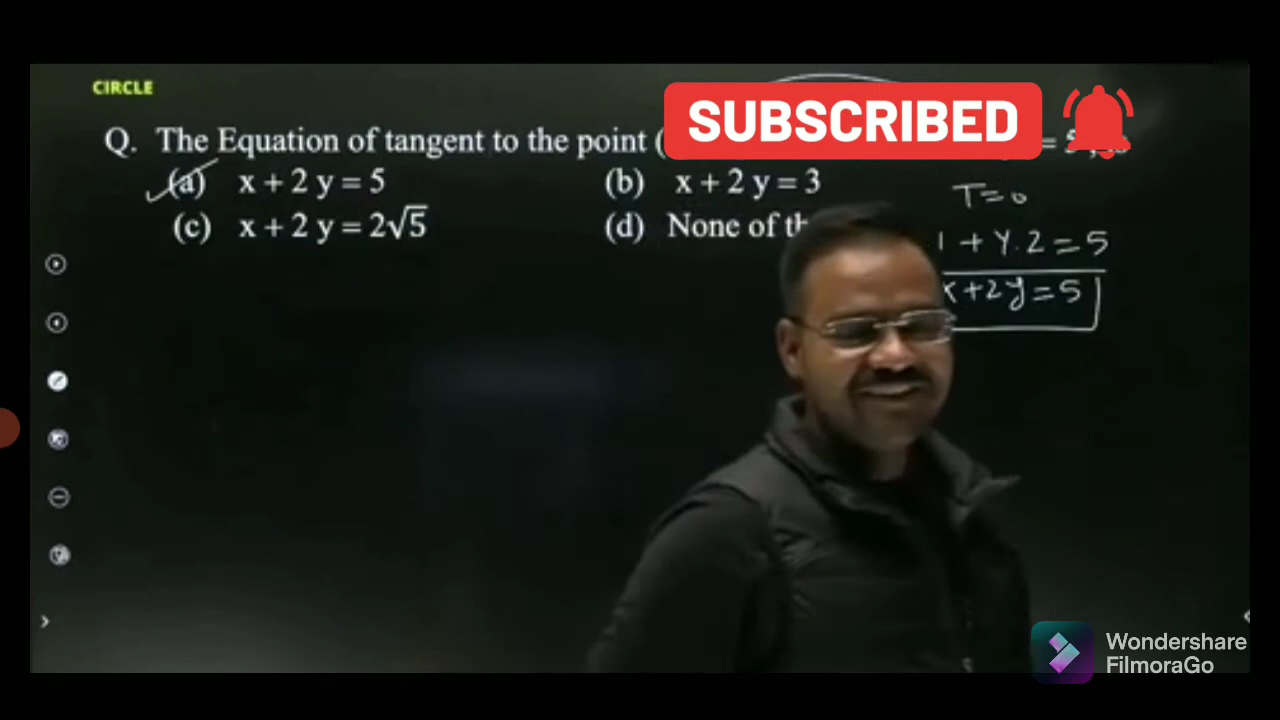 CIRCLE
SUBSCRIBED
Q. The Equation of tangent to the point (
(a) x + 2 y = 5
(b) x + 2 y = 3
(c) x + 2 y = 2√5
(d) None of th
T=0
1 + Y.2 = 5
x+2y=5
Wondershare
FilmoraGo